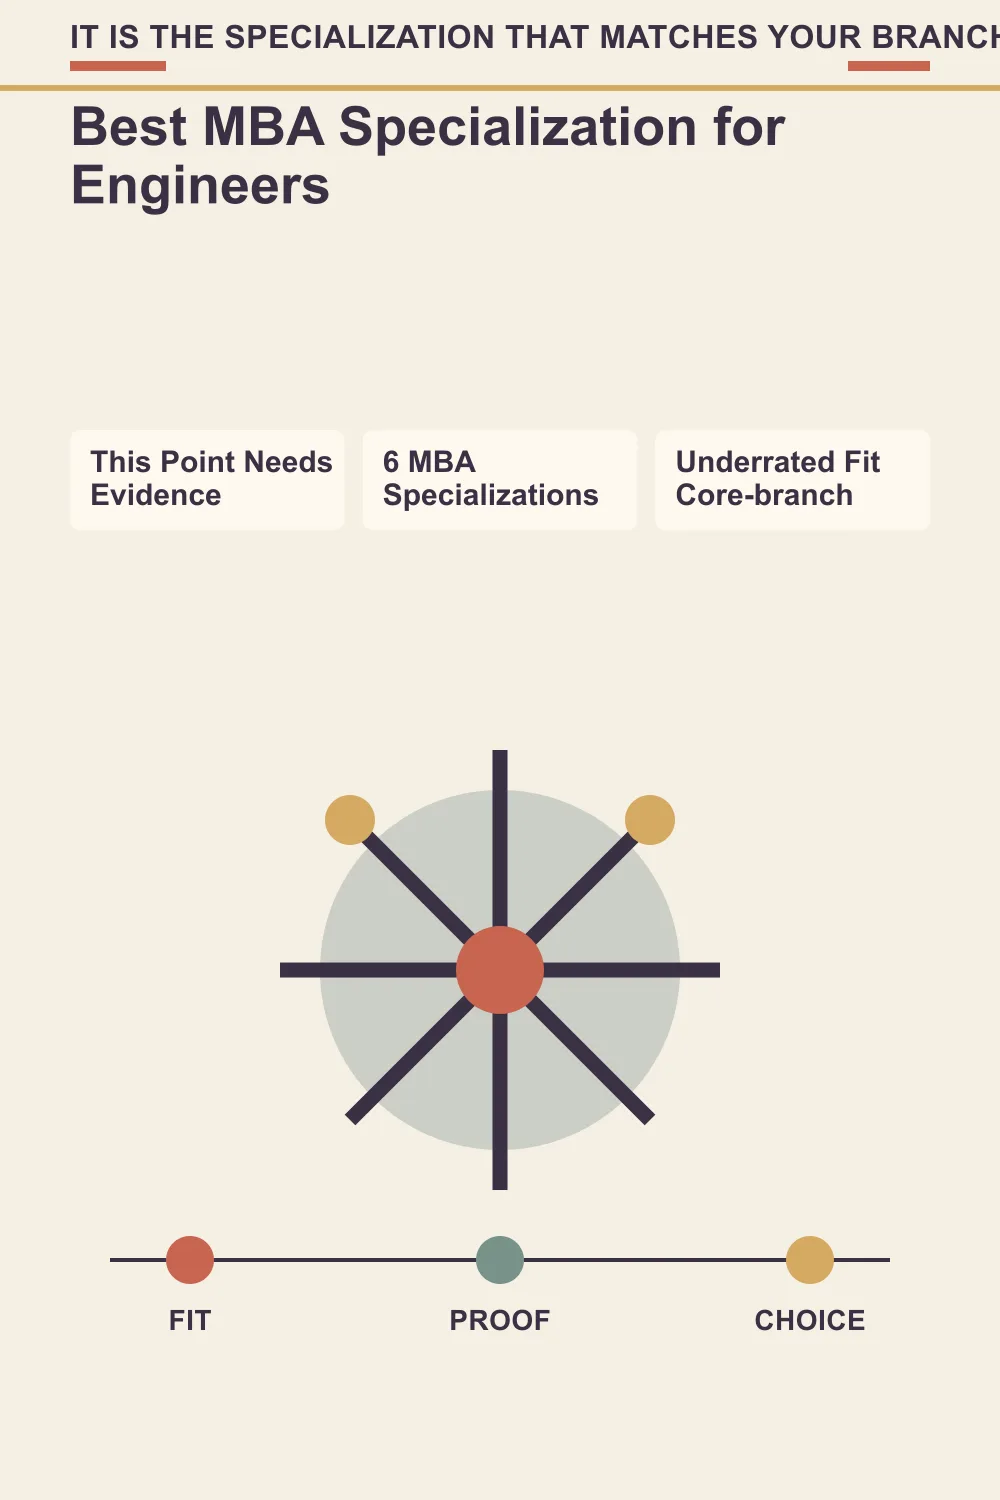 IT IS THE SPECIALIZATION THAT MATCHES YOUR BRANCH
Best MBA Specialization for
Engineers
This Point Needs
Evidence
6 MBA
Specializations
Underrated Fit
Core-branch
FIT
PROOF
CHOICE